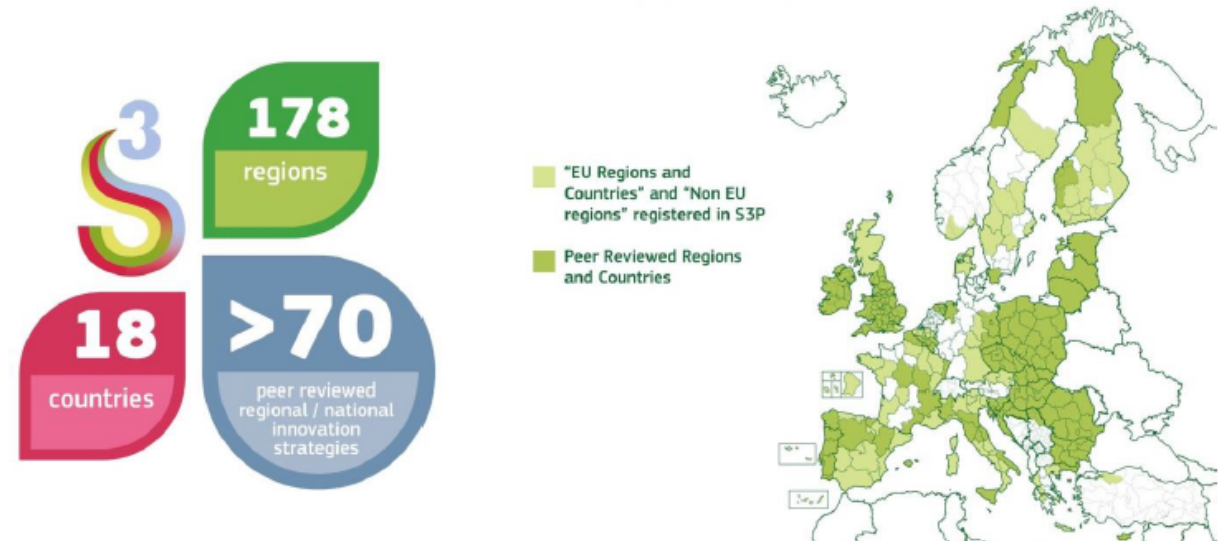 S3
178
regions
18
countries
>70
peer reviewed
regional / national
innovation
strategies
"EU Regions and
Countries" and "Non EU
regions" registered in S3P
Peer Reviewed Regions
and Countries